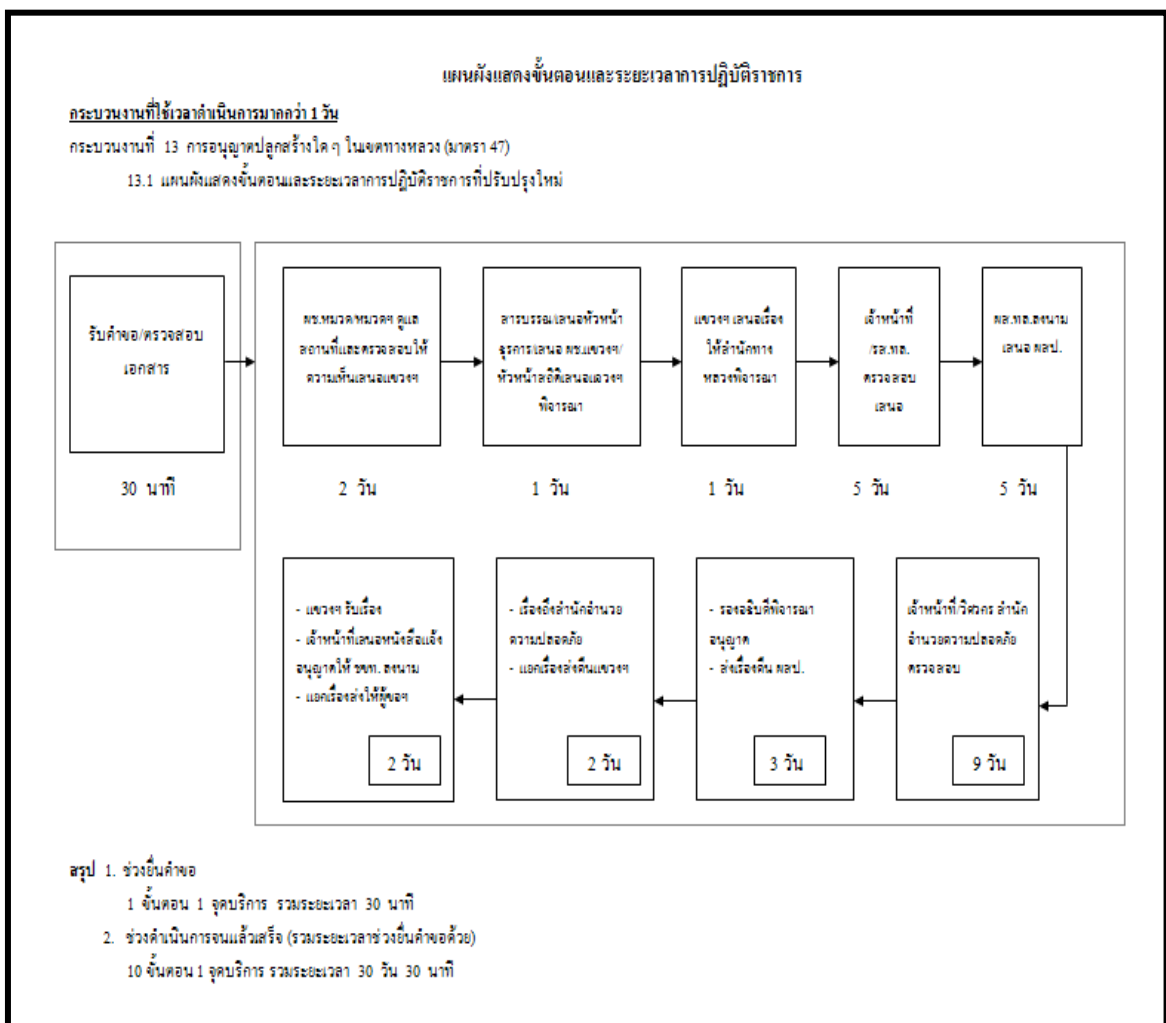 แผนผังแสดงขั้นตอนและระยะเวลาการปฏิบัติราชการ
กระบวนงานที่ใช้เวลาดำเนินการมากกว่า 1 วัน
กระบวนงานที่ 13 การอนุญาตปลูกสร้างใด ๆ ในเขตทางหลวง (มาตรา 47)
13.1 แผนผังแสดงขั้นตอนและระยะเวลาการปฏิบัติราชการที่ปรับปรุงใหม่
รับคำขอ/ตรวจสอบ
เอกสาร
30 นาที
ผช.หมวด/หมวดฯ ดูแล
สถานที่และตรวจสอบให้
ความเห็นเสนอแขวงฯ
2 วัน
สารบรรณ/เสนอหัวหน้า
ธุรการ/เสนอ ผช.แขวงฯ/
หัวหน้าสถิติเสนอแขวงฯ
พิจารณา
1 วัน
แขวงฯ เสนอเรื่อง
ให้สำนักทาง
หลวงพิจารณา
1 วัน
เจ้าหน้าที่
/รส.ทล.
ตรวจสอบ
เสนอ
5 วัน
ผส.ทล.ลงนาม
เสนอ ผสป.
5 วัน
เจ้าหน้าที่/วิศวกร สำนัก
อำนวยความปลอดภัย
ตรวจสอบ
9 วัน
- รองอธิบดีพิจารณา
อนุญาต
- ส่งเรื่องคืน ผสป.
3 วัน
- เรื่องถึงสำนักอำนวย
ความปลอดภัย
- แยกเรื่องส่งคืนแขวงฯ
2 วัน
- แขวงฯ รับเรื่อง
- เจ้าหน้าที่เสนอหนังสือแจ้ง
อนุญาตให้ ขขท. ลงนาม
- แยกเรื่องส่งให้ผู้ขอฯ
2 วัน
สรุป 1. ช่วงยื่นคำขอ
1 ขั้นตอน 1 จุดบริการ รวมระยะเวลา 30 นาที
2. ช่วงดำเนินการจนแล้วเสร็จ (รวมระยะเวลาช่วงยื่นคำขอด้วย)
10 ขั้นตอน 1 จุดบริการ รวมระยะเวลา 30 วัน 30 นาที